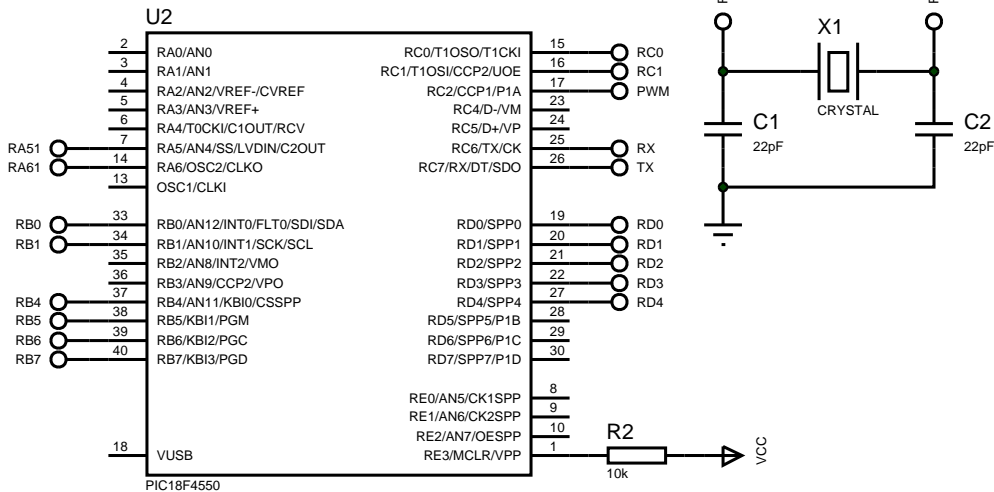 U2
2 RA0/AN0 RC0/T1OSO/T1CKI 15 RC0
3 RA1/AN1 RC1/T1OSI/CCP2/UOE 16 RC1
4 RA2/AN2/VREF-/CVREF RC2/CCP1/P1A 17 PWM
5 RA3/AN3/VREF+ RC4/D-/VM 23
6 RA4/T0CKI/C1OUT/RCV RC5/D+/VP 24
RA51 7 RA5/AN4/SS/LVDIN/C2OUT RC6/TX/CK 25 RX
RA61 14 RA6/OSC2/CLKO RC7/RX/DT/SDO 26 TX
13 OSC1/CLKI
RB0 33 RB0/AN12/INT0/FLT0/SDI/SDA RD0/SPP0 19 RD0
RB1 34 RB1/AN10/INT1/SCK/SCL RD1/SPP1 20 RD1
35 RB2/AN8/INT2/VMO RD2/SPP2 21 RD2
36 RB3/AN9/CCP2/VPO RD3/SPP3 22 RD3
RB4 37 RB4/AN11/KBI0/CSSPP RD4/SPP4 27 RD4
RB5 38 RB5/KBI1/PGM RD5/SPP5/P1B 28
RB6 39 RB6/KBI2/PGC RD6/SPP6/P1C 29
RB7 40 RB7/KBI3/PGD RD7/SPP7/P1D 30
RE0/AN5/CK1SPP 8
RE1/AN6/CK2SPP 9
RE2/AN7/OESPP 10
18 VUSB RE3/MCLR/VPP 1
PIC18F4550
R2
10k
VCC
X1
CRYSTAL
C1
22pF
C2
22pF